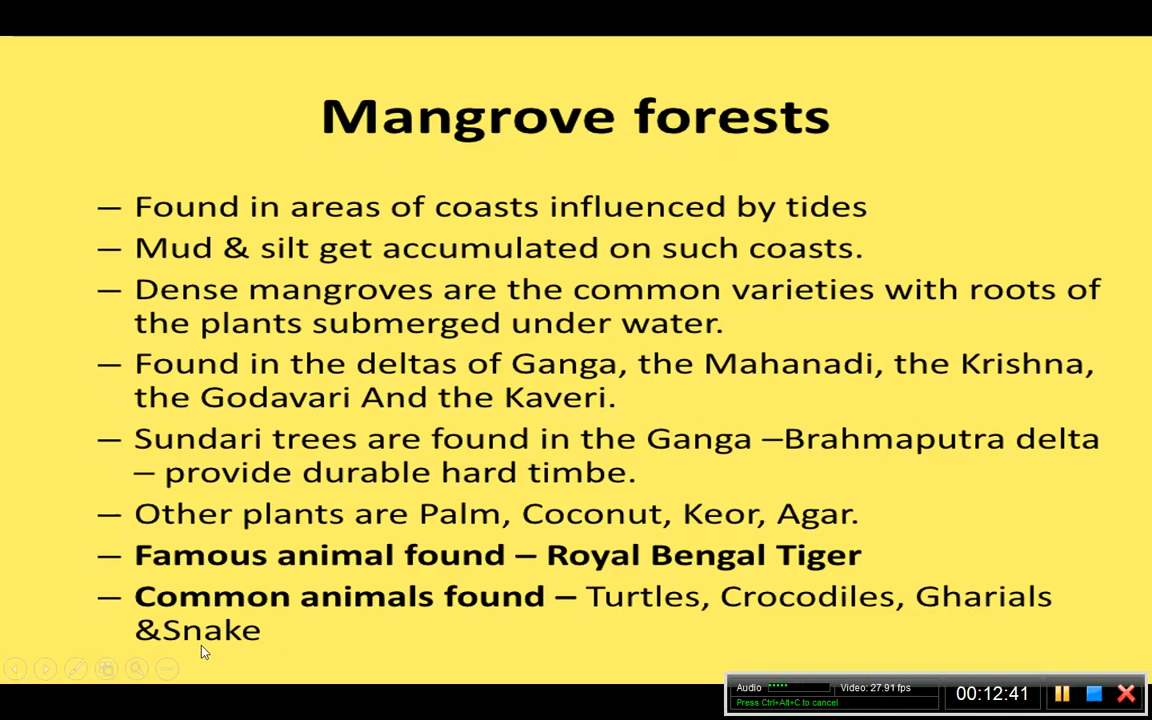 Mangrove forests
– Found in areas of coasts influenced by tides
– Mud & silt get accumulated on such coasts.
– Dense mangroves are the common varieties with roots of
the plants submerged under water.
– Found in the deltas of Ganga, the Mahanadi, the Krishna,
the Godavari And the Kaveri.
– Sundari trees are found in the Ganga –Brahmaputra delta
– provide durable hard timbe.
– Other plants are Palm, Coconut, Keor, Agar.
– Famous animal found – Royal Bengal Tiger
– Common animals found – Turtles, Crocodiles, Gharials
&Snake
Audio Video: 27.91 fps
Press Ctrl+Alt+C to cancel
00:12:41